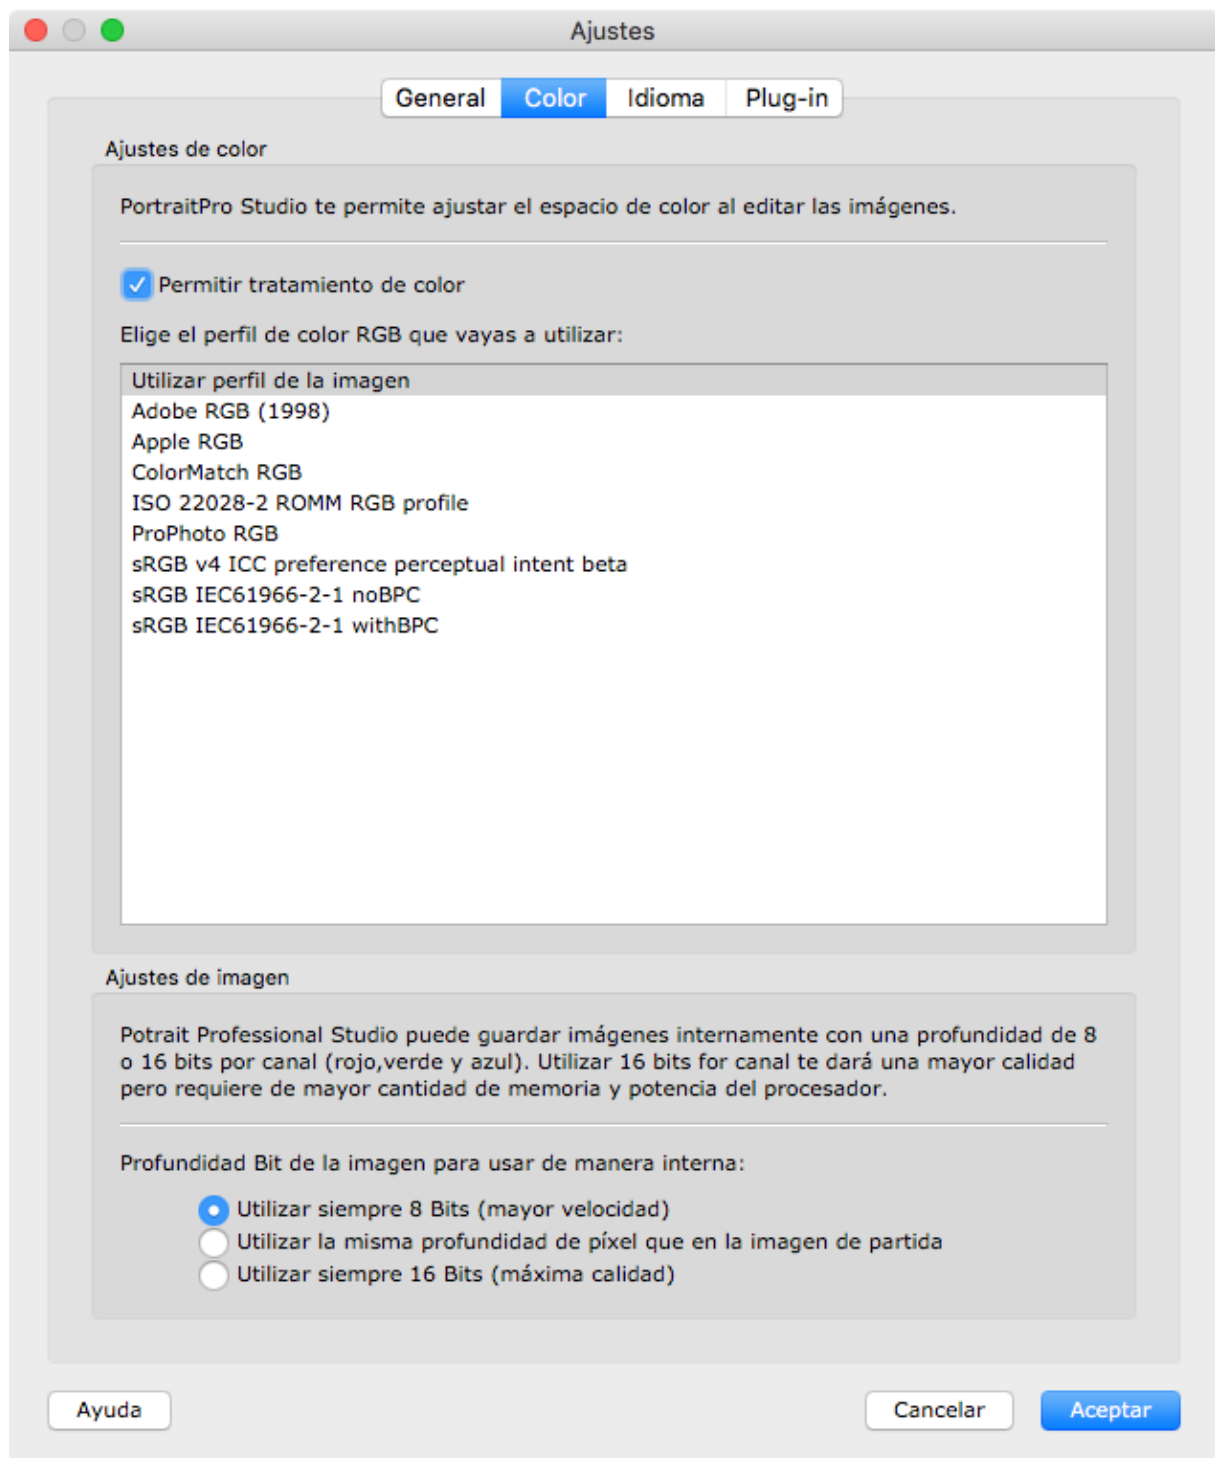 Ajustes
General Color Idioma Plug-in
Ajustes de color
PortraitPro Studio te permite ajustar el espacio de color al editar las imágenes.
Permitir tratamiento de color
Elige el perfil de color RGB que vayas a utilizar:
Utilizar perfil de la imagen
Adobe RGB (1998)
Apple RGB
ColorMatch RGB
ISO 22028-2 ROMM RGB profile
ProPhoto RGB
sRGB v4 ICC preference perceptual intent beta
sRGB IEC61966-2-1 noBPC
sRGB IEC61966-2-1 withBPC
Ajustes de imagen
Potrait Professional Studio puede guardar imágenes internamente con una profundidad de 8
o 16 bits por canal (rojo,verde y azul). Utilizar 16 bits for canal te dará una mayor calidad
pero requiere de mayor cantidad de memoria y potencia del procesador.
Profundidad Bit de la imagen para usar de manera interna:
Utilizar siempre 8 Bits (mayor velocidad)
Utilizar la misma profundidad de píxel que en la imagen de partida
Utilizar siempre 16 Bits (máxima calidad)
Ayuda Cancelar Aceptar